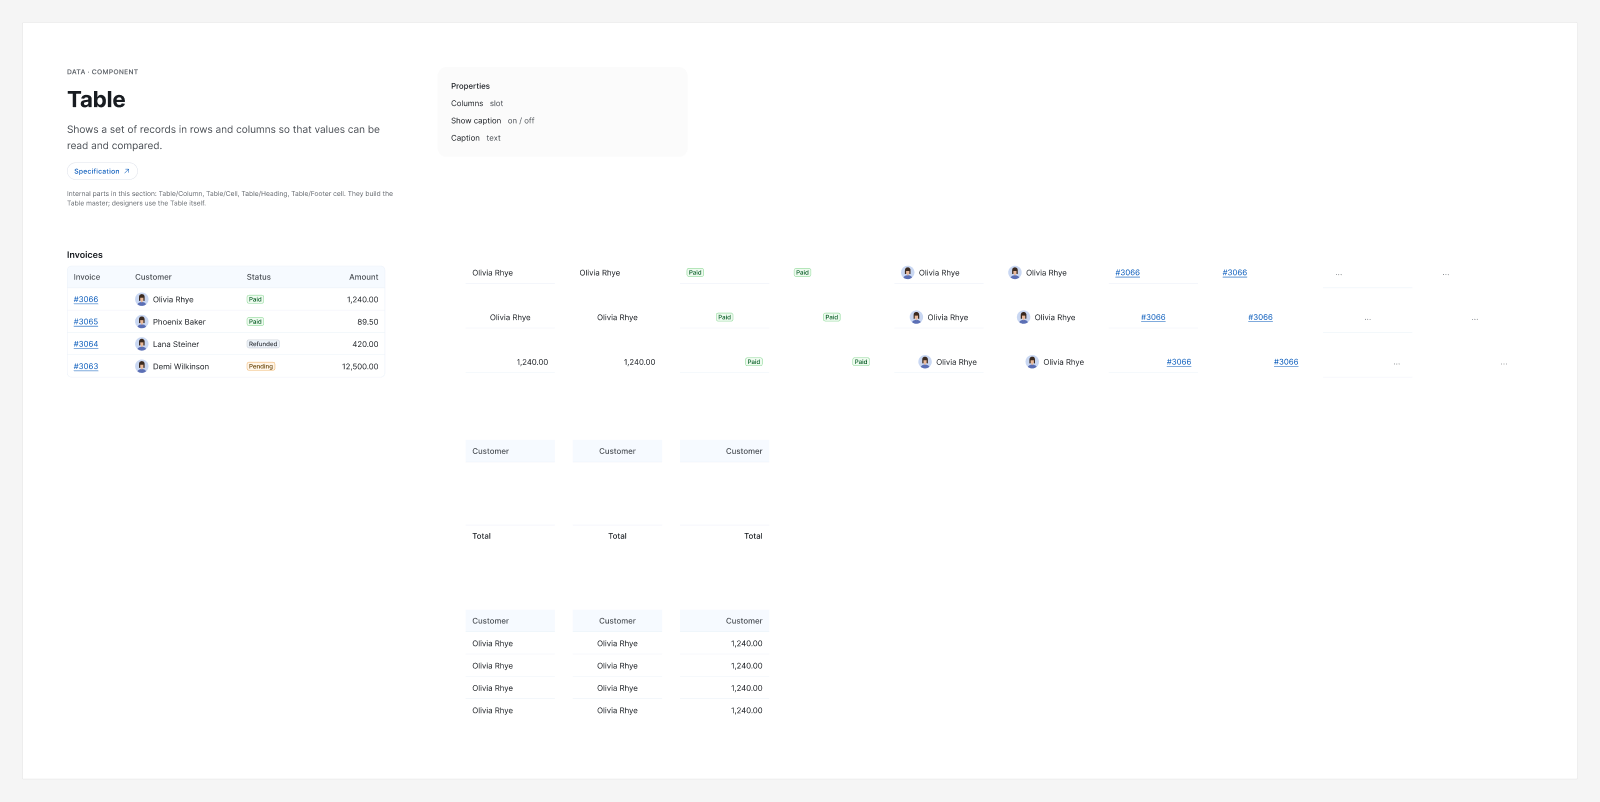 DATA · COMPONENT
Table
Shows a set of records in rows and columns so that values can be
read and compared.
Specification ↗
Internal parts in this section: Table/Column, Table/Cell, Table/Heading, Table/Footer cell. They build the
Table master; designers use the Table itself.
Properties
Columns slot
Show caption on / off
Caption text
Invoices
Invoice Customer Status Amount
#3066 Olivia Rhye Paid 1,240.00
#3065 Phoenix Baker Paid 89.50
#3064 Lana Steiner Refunded 420.00
#3063 Demi Wilkinson Pending 12,500.00
Olivia Rhye Olivia Rhye Paid Paid Olivia Rhye Olivia Rhye #3066 #3066 ... ...
Olivia Rhye Olivia Rhye Paid Paid Olivia Rhye Olivia Rhye #3066 #3066 ... ...
1,240.00 1,240.00 Paid Paid Olivia Rhye Olivia Rhye #3066 #3066 ... ...
Customer Customer Customer
Total Total Total
Customer Customer Customer
Olivia Rhye Olivia Rhye 1,240.00
Olivia Rhye Olivia Rhye 1,240.00
Olivia Rhye Olivia Rhye 1,240.00
Olivia Rhye Olivia Rhye 1,240.00